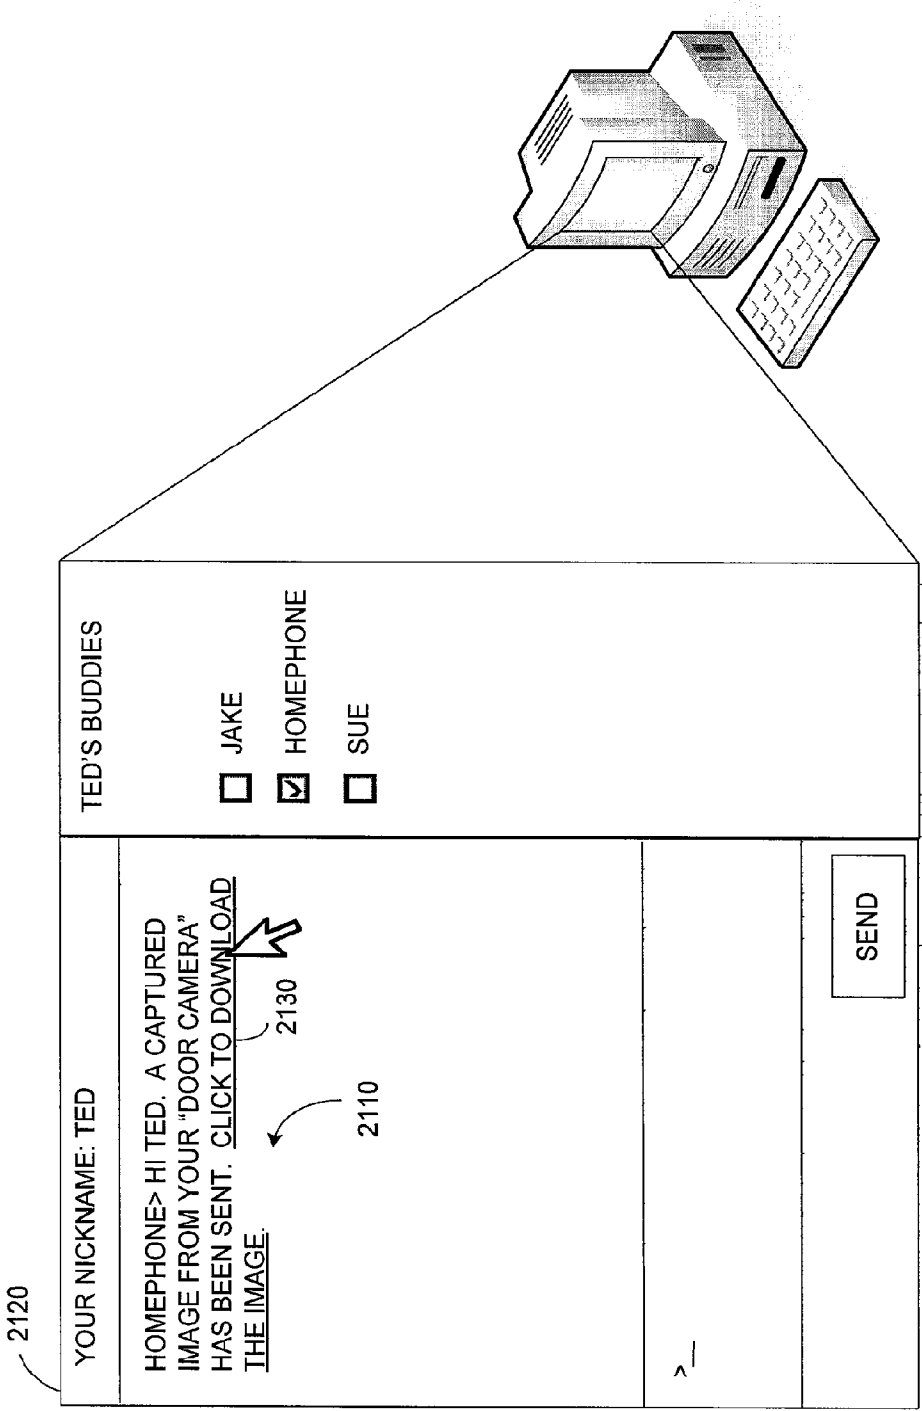 2120
YOUR NICKNAME: TED
TED'S BUDDIES
HOMEPHONE> HI TED. A CAPTURED
IMAGE FROM YOUR "DOOR CAMERA"
HAS BEEN SENT. CLICK TO DOWNLOAD
THE IMAGE.
2130
2110
JAKE
HOMEPHONE
SUE
>_
SEND